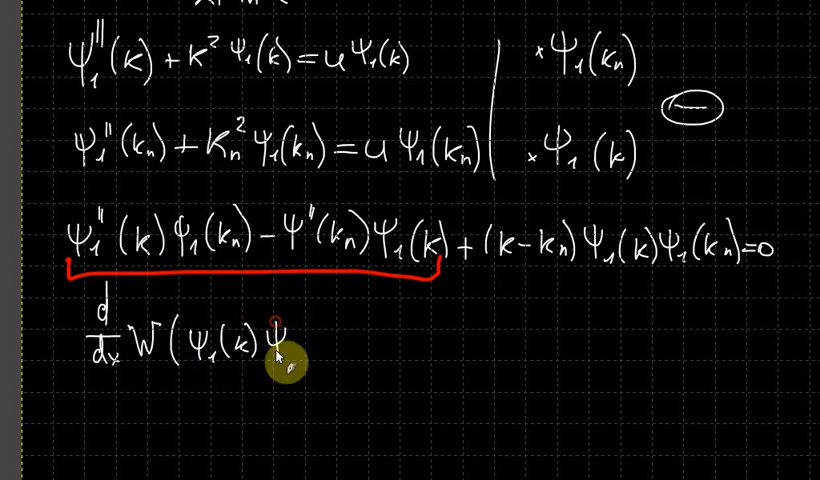 ψ₁''(k) + k² ψ₁(k) = u ψ₁(k) | ×ψ₁(kₙ)
ψ₁''(kₙ) + kₙ² ψ₁(kₙ) = u ψ₁(kₙ) | ×ψ₁(k)
ψ₁''(k) ψ₁(kₙ) − ψ''(kₙ) ψ₁(k) + (k − kₙ) ψ₁(k) ψ₁(kₙ) = 0
d/dx W(ψ₁(k) ψ